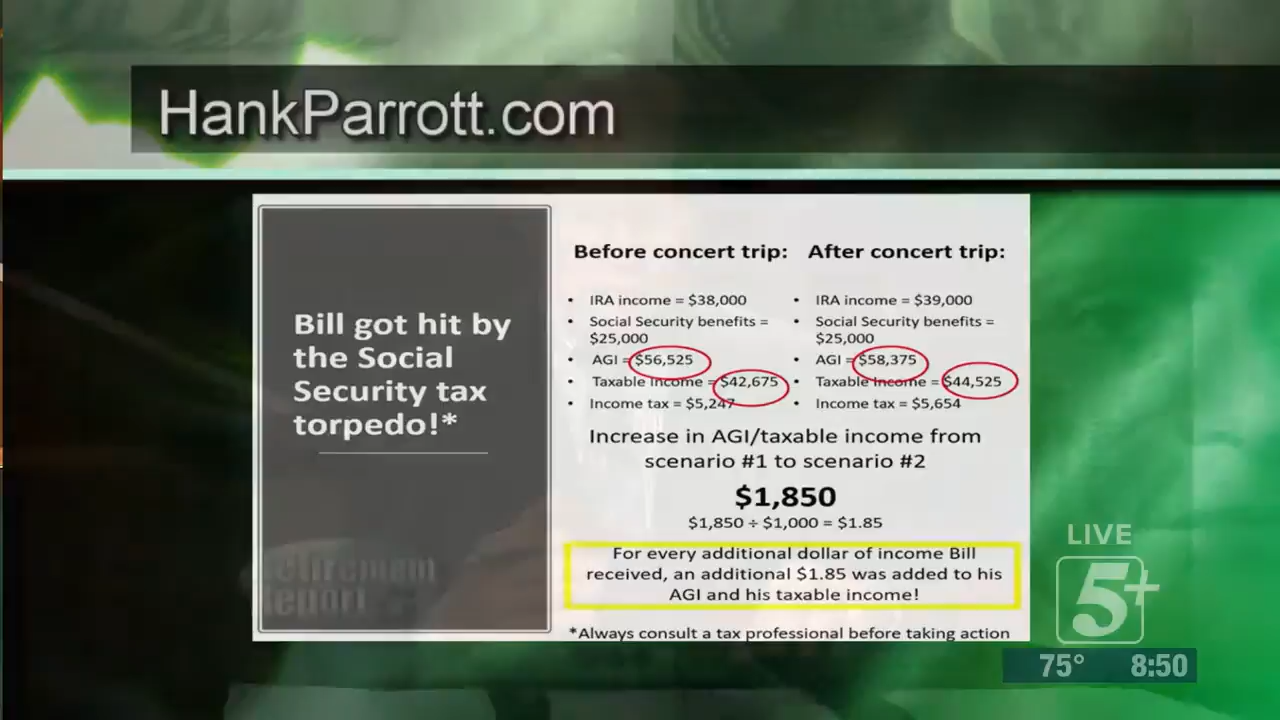 HankParrott.com
Bill got hit by
the Social
Security tax
torpedo!*
Before concert trip:
• IRA income = $38,000
• Social Security benefits =
$25,000
• AGI = $56,525
• Taxable Income = $42,675
• Income tax = $5,247
After concert trip:
• IRA income = $39,000
• Social Security benefits =
$25,000
• AGI = $58,375
• Taxable Income = $44,525
• Income tax = $5,654
Increase in AGI/taxable income from
scenario #1 to scenario #2
$1,850
$1,850 ÷ $1,000 = $1.85
For every additional dollar of income Bill
received, an additional $1.85 was added to his
AGI and his taxable income!
*Always consult a tax professional before taking action
Retirement
Report
LIVE
5+
75° 8:50